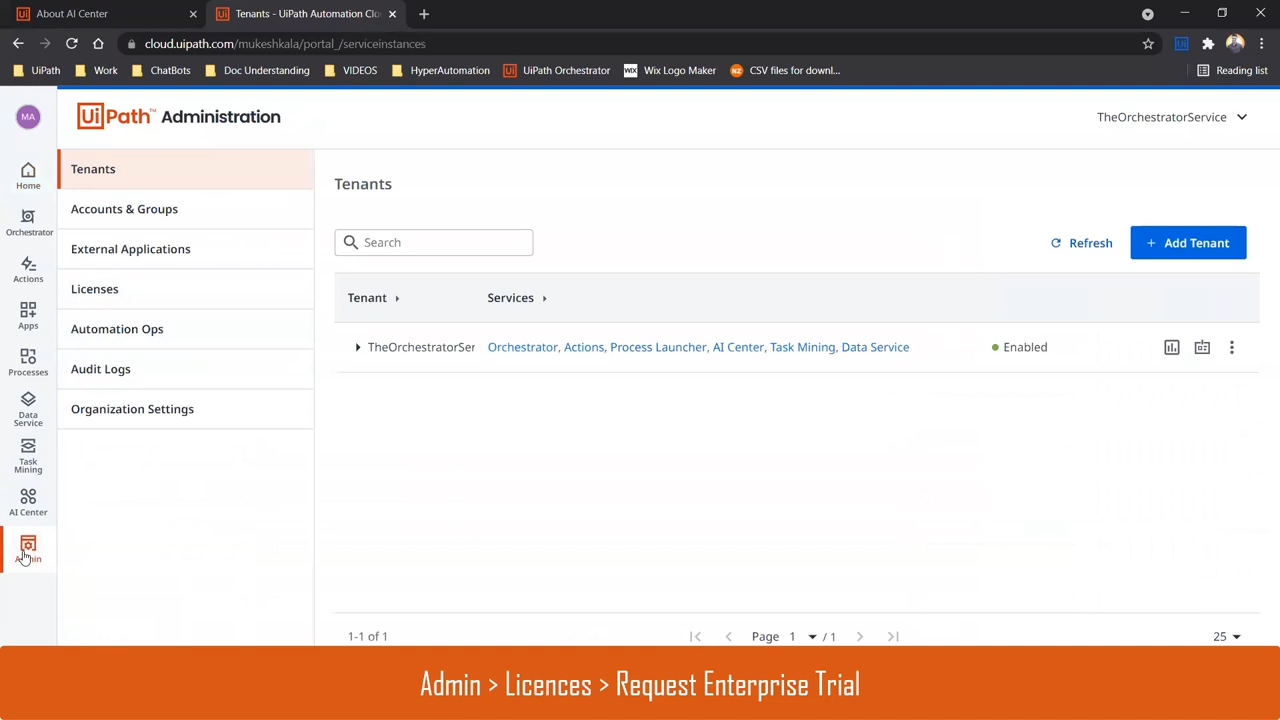 About AI Center
Tenants - UiPath Automation Clo
cloud.uipath.com/mukeshkala/portal_/serviceinstances
UiPath
Work
ChatBots
Doc Understanding
VIDEOS
HyperAutomation
UiPath Orchestrator
Wix Logo Maker
CSV files for downl...
Reading list
MA
UiPath™ Administration
TheOrchestratorService
Home
Orchestrator
Actions
Apps
Processes
Data
Service
Task
Mining
AI Center
Admin
Tenants
Accounts & Groups
External Applications
Licenses
Automation Ops
Audit Logs
Organization Settings
Tenants
Search
Refresh
+ Add Tenant
Tenant
Services
TheOrchestratorSer
Orchestrator, Actions, Process Launcher, AI Center, Task Mining, Data Service
Enabled
1-1 of 1
Page 1 / 1
25
Admin > Licences > Request Enterprise Trial